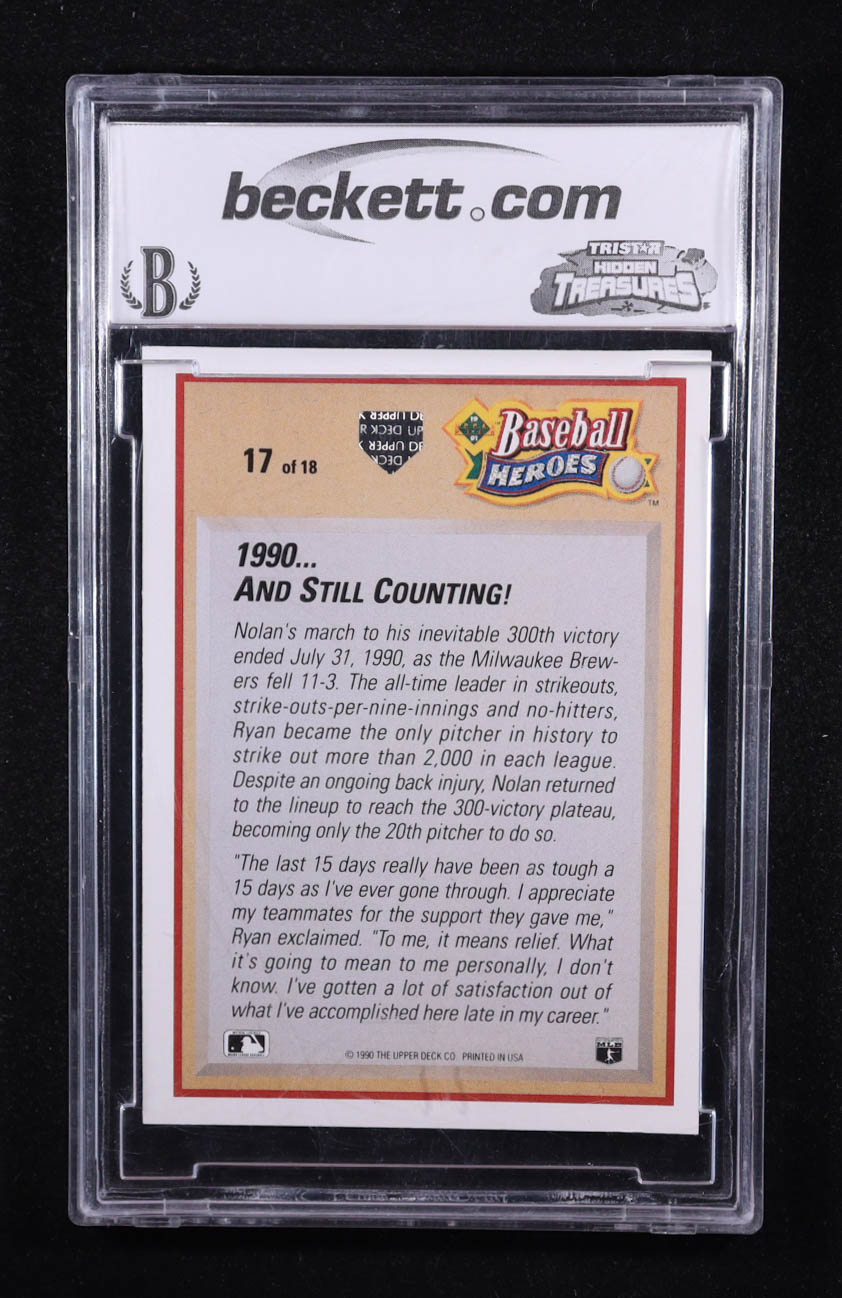 beckett.com
B
TRISTAR
HIDDEN
TREASURES
17 of 18
19 91
Baseball
HEROES
TM
1990...
AND STILL COUNTING!
Nolan's march to his inevitable 300th victory
ended July 31, 1990, as the Milwaukee Brew-
ers fell 11-3. The all-time leader in strikeouts,
strike-outs-per-nine-innings and no-hitters,
Ryan became the only pitcher in history to
strike out more than 2,000 in each league.
Despite an ongoing back injury, Nolan returned
to the lineup to reach the 300-victory plateau,
becoming only the 20th pitcher to do so.
"The last 15 days really have been as tough a
15 days as I've ever gone through. I appreciate
my teammates for the support they gave me,"
Ryan exclaimed. "To me, it means relief. What
it's going to mean to me personally, I don't
know. I've gotten a lot of satisfaction out of
what I've accomplished here late in my career."
© 1990 THE UPPER DECK CO. PRINTED IN USA